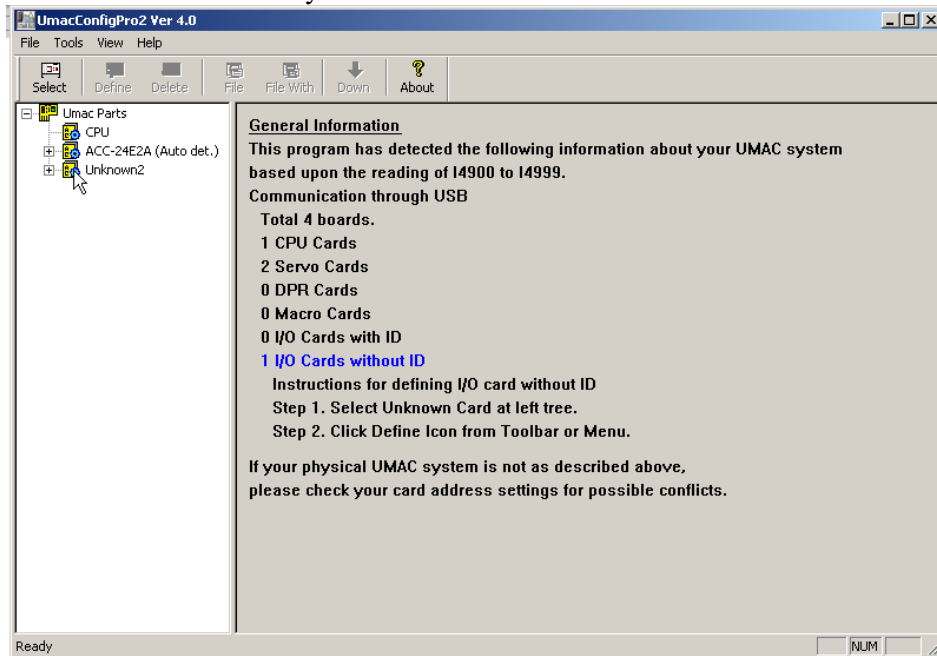 UmacConfigPro2 Ver 4.0
File Tools View Help
Select Define Delete File File With Down About
Umac Parts
CPU
ACC-24E2A (Auto det.)
Unknown2
General Information
This program has detected the following information about your UMAC system
based upon the reading of I4900 to I4999.
Communication through USB
Total 4 boards.
1 CPU Cards
2 Servo Cards
0 DPR Cards
0 Macro Cards
0 I/O Cards with ID
1 I/O Cards without ID
Instructions for defining I/O card without ID
Step 1. Select Unknown Card at left tree.
Step 2. Click Define Icon from Toolbar or Menu.
If your physical UMAC system is not as described above,
please check your card address settings for possible conflicts.
Ready NUM